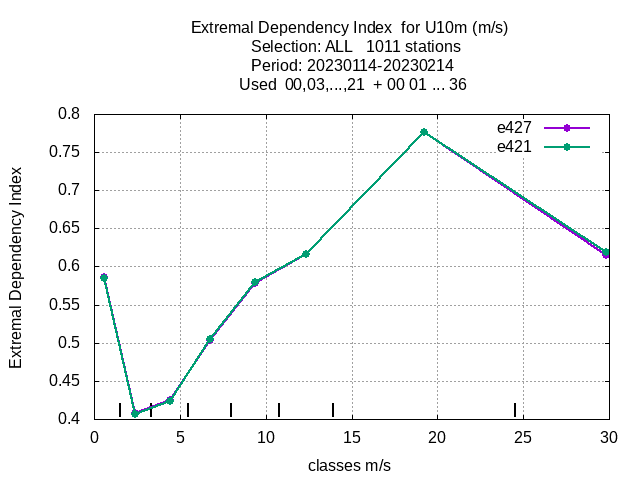 Extremal Dependency Index  for U10m (m/s)
Selection: ALL   1011 stations
Period: 20230114-20230214
Used  00,03,...,21  + 00 01 ... 36
e427
e421
0.8
0.75
0.7
0.65
0.6
0.55
0.5
0.45
0.4
Extremal Dependency Index
0 5 10 15 20 25 30
classes m/s